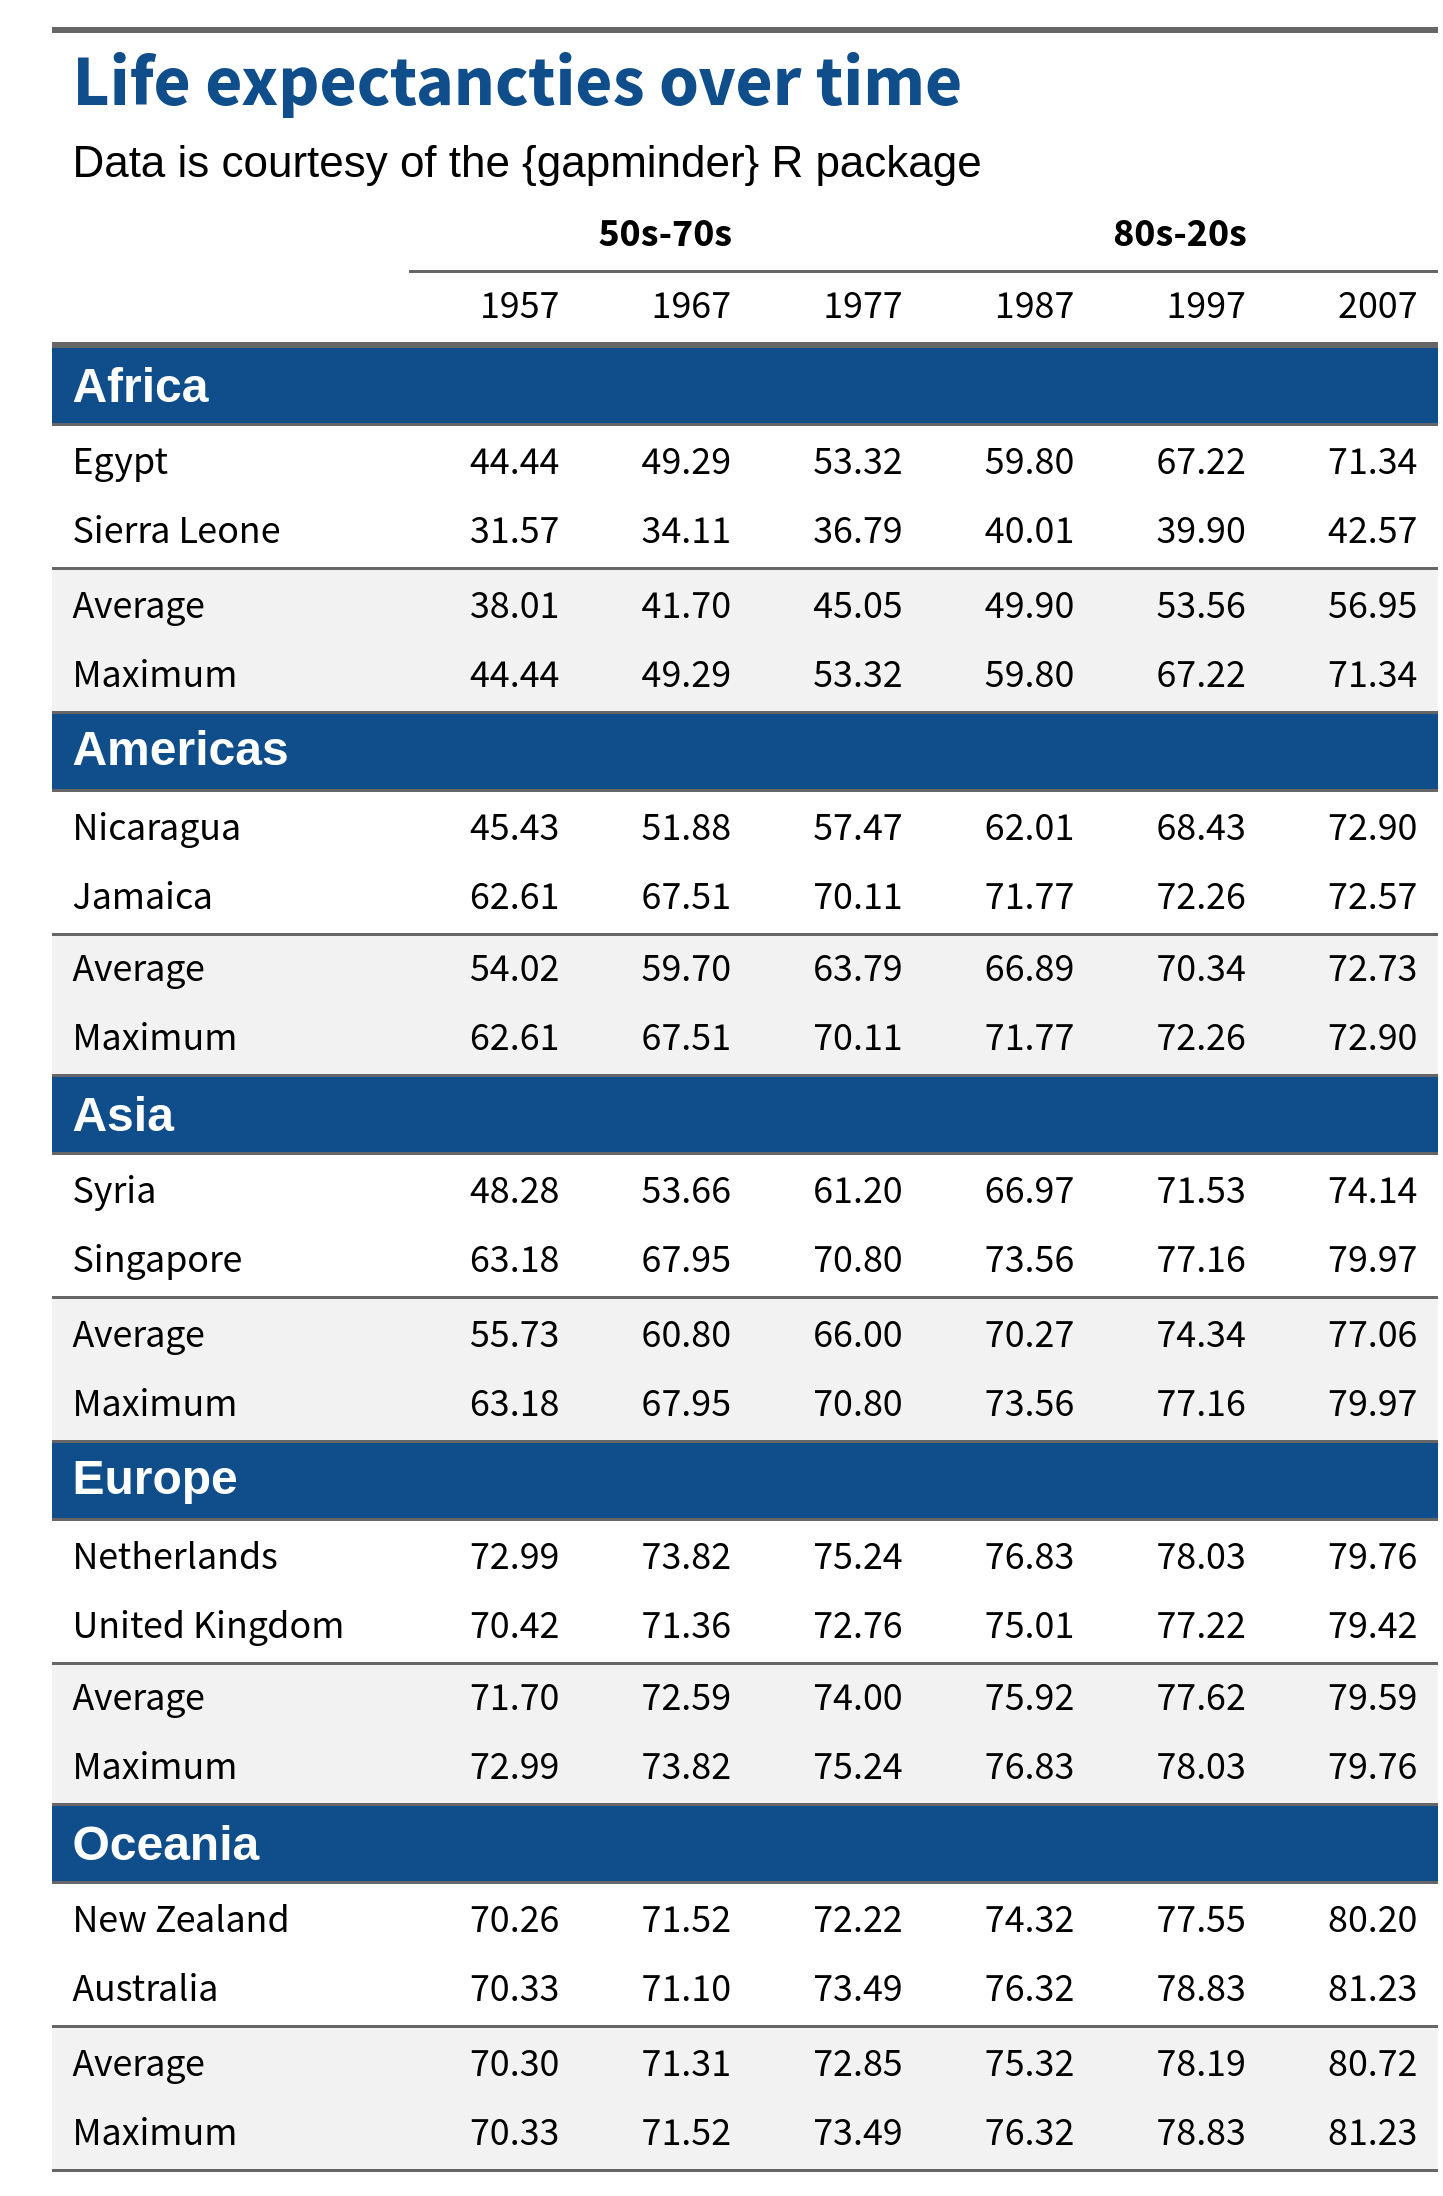 Life expectancties over time
Data is courtesy of the {gapminder} R package
50s-70s 80s-20s
1957 1967 1977 1987 1997 2007
Africa
Egypt 44.44 49.29 53.32 59.80 67.22 71.34
Sierra Leone 31.57 34.11 36.79 40.01 39.90 42.57
Average 38.01 41.70 45.05 49.90 53.56 56.95
Maximum 44.44 49.29 53.32 59.80 67.22 71.34
Americas
Nicaragua 45.43 51.88 57.47 62.01 68.43 72.90
Jamaica 62.61 67.51 70.11 71.77 72.26 72.57
Average 54.02 59.70 63.79 66.89 70.34 72.73
Maximum 62.61 67.51 70.11 71.77 72.26 72.90
Asia
Syria 48.28 53.66 61.20 66.97 71.53 74.14
Singapore 63.18 67.95 70.80 73.56 77.16 79.97
Average 55.73 60.80 66.00 70.27 74.34 77.06
Maximum 63.18 67.95 70.80 73.56 77.16 79.97
Europe
Netherlands 72.99 73.82 75.24 76.83 78.03 79.76
United Kingdom 70.42 71.36 72.76 75.01 77.22 79.42
Average 71.70 72.59 74.00 75.92 77.62 79.59
Maximum 72.99 73.82 75.24 76.83 78.03 79.76
Oceania
New Zealand 70.26 71.52 72.22 74.32 77.55 80.20
Australia 70.33 71.10 73.49 76.32 78.83 81.23
Average 70.30 71.31 72.85 75.32 78.19 80.72
Maximum 70.33 71.52 73.49 76.32 78.83 81.23